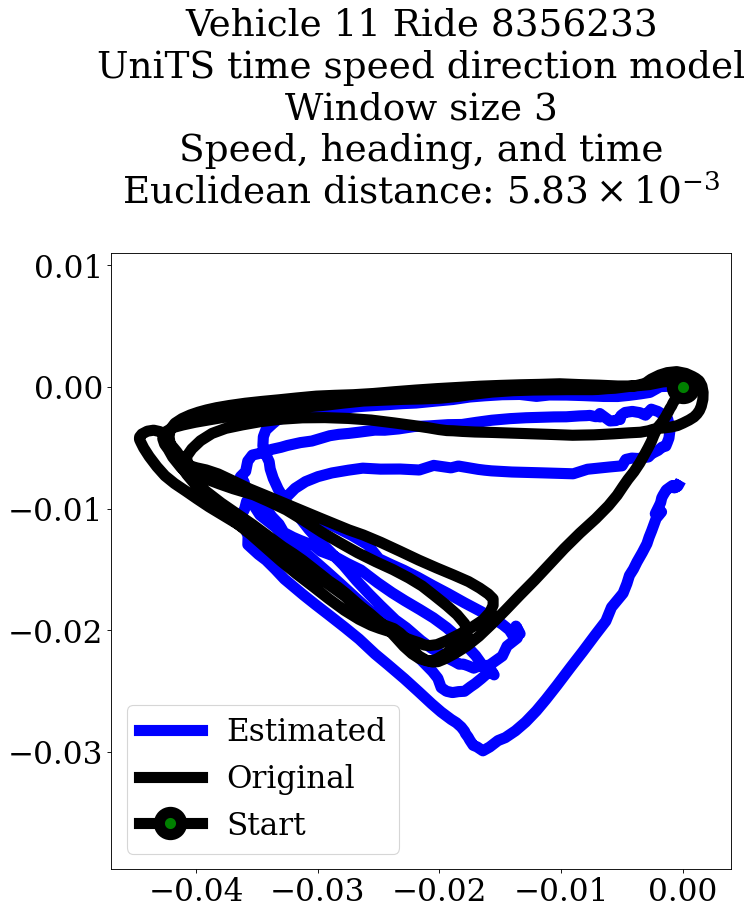 Vehicle 11 Ride 8356233
UniTS time speed direction model
Window size 3
Speed, heading, and time
Euclidean distance: 5.83 × 10⁻³
0.01
0.00
−0.01
−0.02
−0.03
Estimated
Original
Start
−0.04 −0.03 −0.02 −0.01 0.00